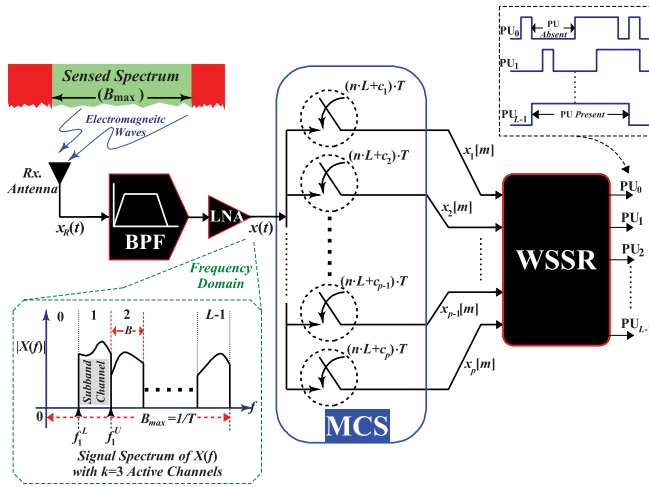 Sensed Spectrum
(Bmax)
Electromagneitc
Waves
Rx.
Antenna
xR(t)
BPF
LNA
x(t)
Frequency
Domain
(n·L+c1)·T
(n·L+c2)·T
(n·L+cp-1)·T
(n·L+cp)·T
MCS
x1[m]
x2[m]
xp-1[m]
xp[m]
WSSR
PU0
PU Absent
PU1
PUL-1
PU Present
PU0
PU1
PU2
PUL-
|X(f)|
0 1 2 L-1
B
Subband
Channel
0
Bmax=1/T
f
f1L
f1U
Signal Spectrum of X(f)
with k=3 Active Channels